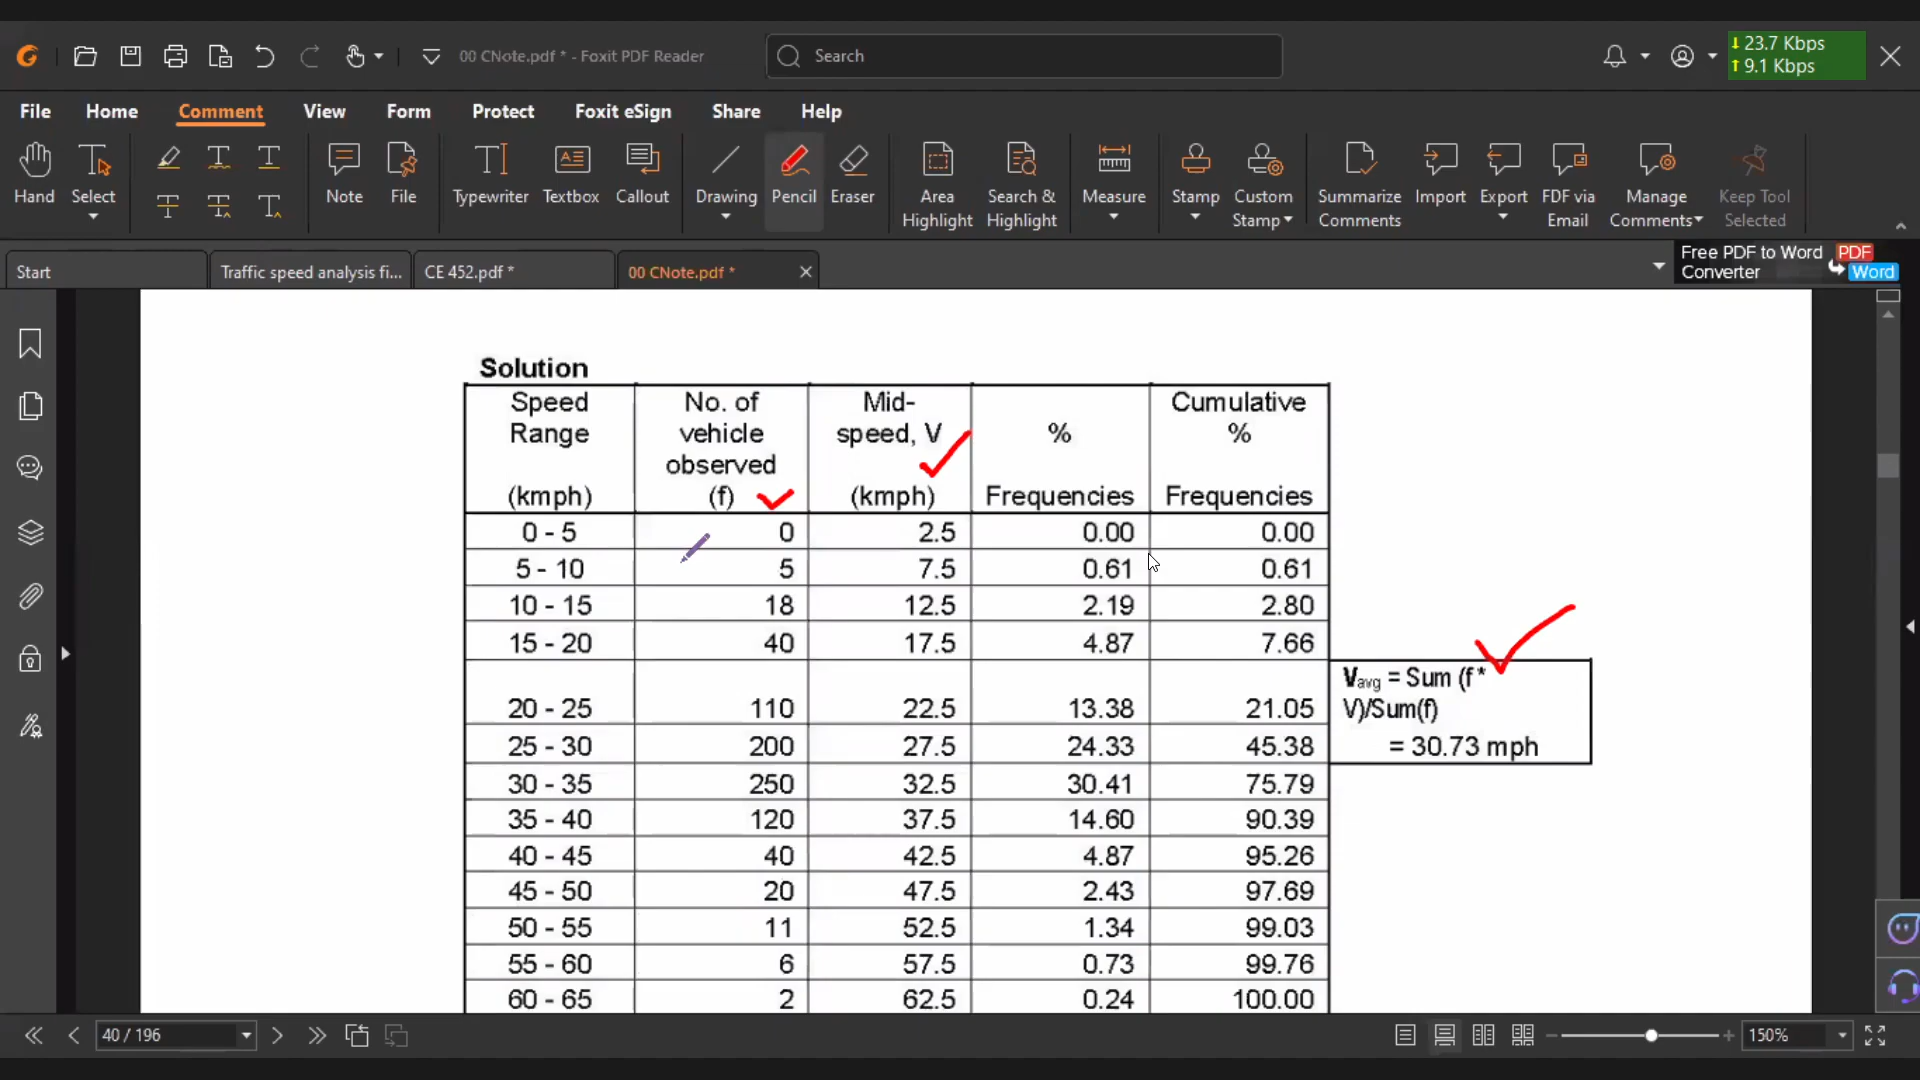 00 CNote.pdf * - Foxit PDF Reader
Search
23.7 Kbps
9.1 Kbps
File Home Comment View Form Protect Foxit eSign Share Help
Hand Select Note File Typewriter Textbox Callout Drawing Pencil Eraser Area Highlight Search & Highlight Measure Stamp Custom Stamp Summarize Comments Import Export FDF via Email Manage Comments Keep Tool Selected
Start Traffic speed analysis fi... CE 452.pdf * 00 CNote.pdf *
Free PDF to Word Converter PDF Word
Solution
Speed Range (kmph) No. of vehicle observed (f) Mid-speed, V (kmph) % Frequencies Cumulative % Frequencies
0 - 5 0 2.5 0.00 0.00
5 - 10 5 7.5 0.61 0.61
10 - 15 18 12.5 2.19 2.80
15 - 20 40 17.5 4.87 7.66
Vavg = Sum (f*
V)/Sum(f)
= 30.73 mph
20 - 25 110 22.5 13.38 21.05
25 - 30 200 27.5 24.33 45.38
30 - 35 250 32.5 30.41 75.79
35 - 40 120 37.5 14.60 90.39
40 - 45 40 42.5 4.87 95.26
45 - 50 20 47.5 2.43 97.69
50 - 55 11 52.5 1.34 99.03
55 - 60 6 57.5 0.73 99.76
60 - 65 2 62.5 0.24 100.00
40 / 196
150%